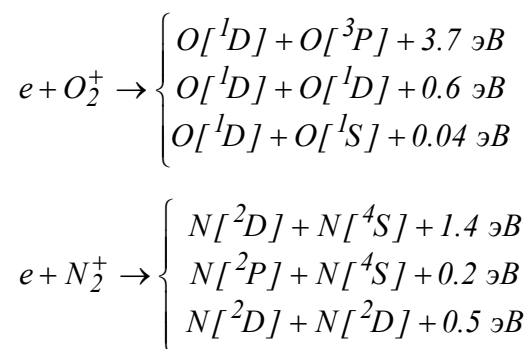 O[¹D] + O[³P] + 3.7 эВ
e + O₂⁺ → { O[¹D] + O[¹D] + 0.6 эВ
O[¹D] + O[¹S] + 0.04 эВ
N[²D] + N[⁴S] + 1.4 эВ
e + N₂⁺ → { N[²P] + N[⁴S] + 0.2 эВ
N[²D] + N[²D] + 0.5 эВ